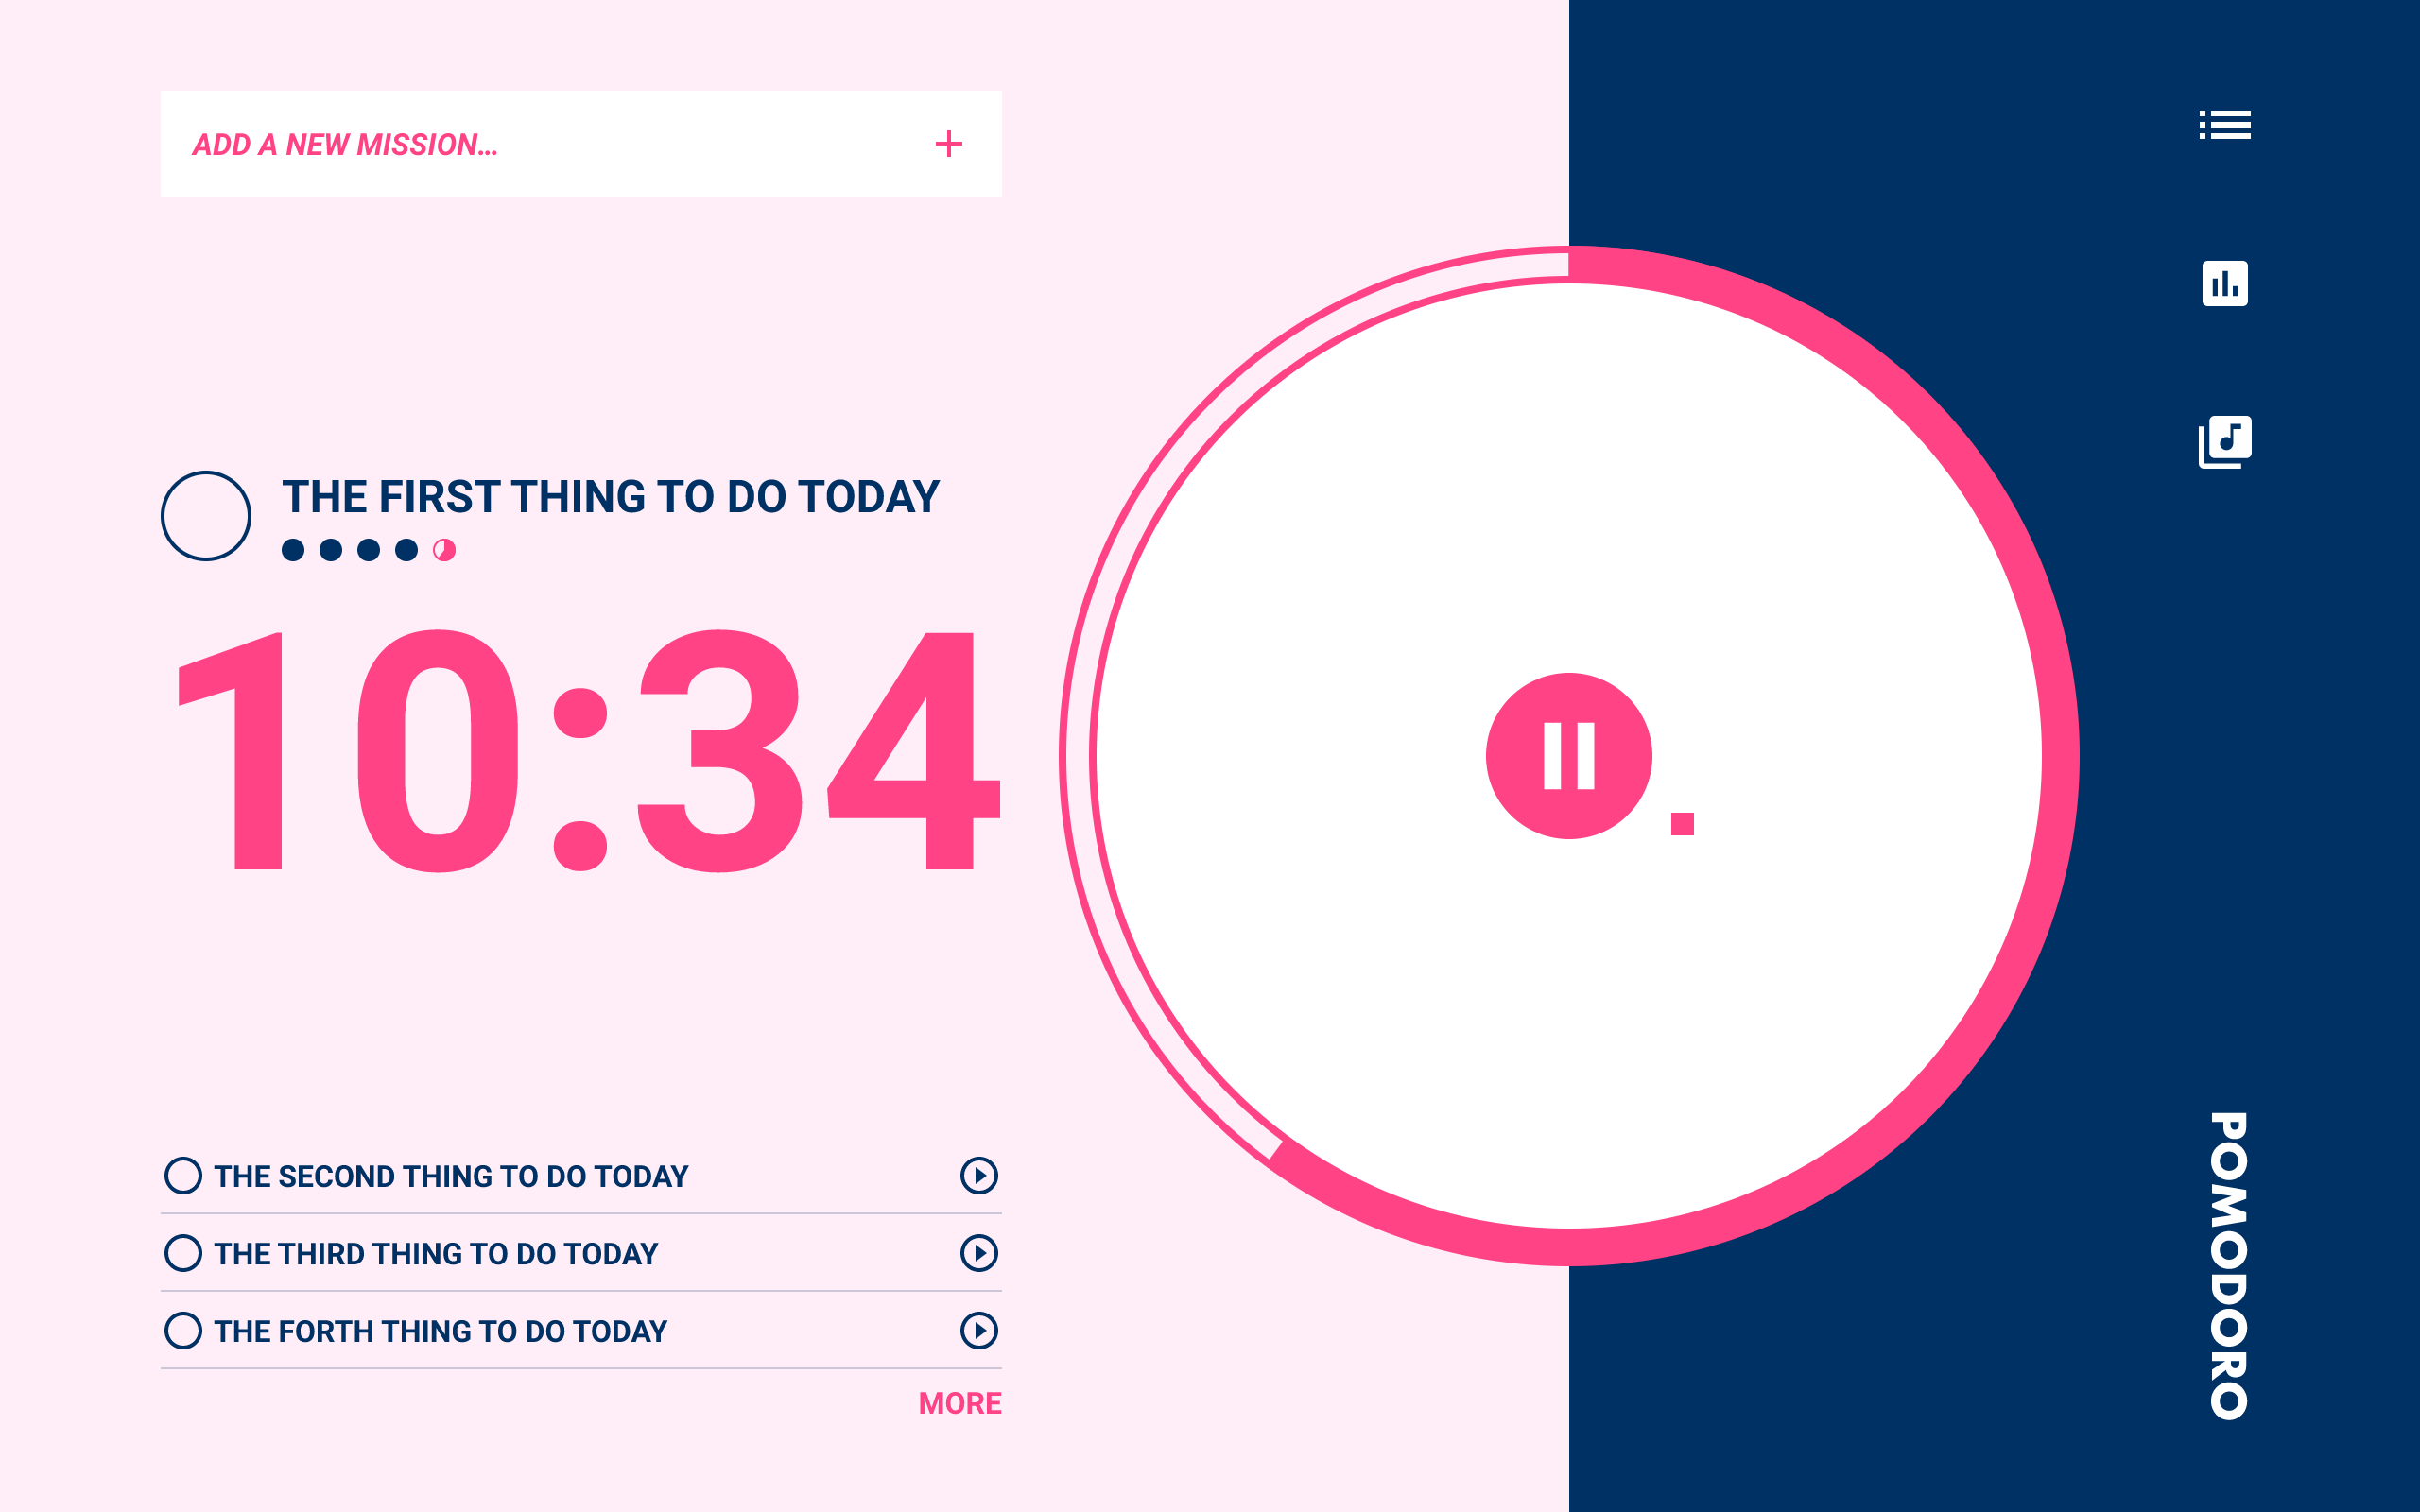 ADD A NEW MISSION…
THE FIRST THING TO DO TODAY
10:34
THE SECOND THING TO DO TODAY
THE THIRD THING TO DO TODAY
THE FORTH THING TO DO TODAY
MORE
POMODORO